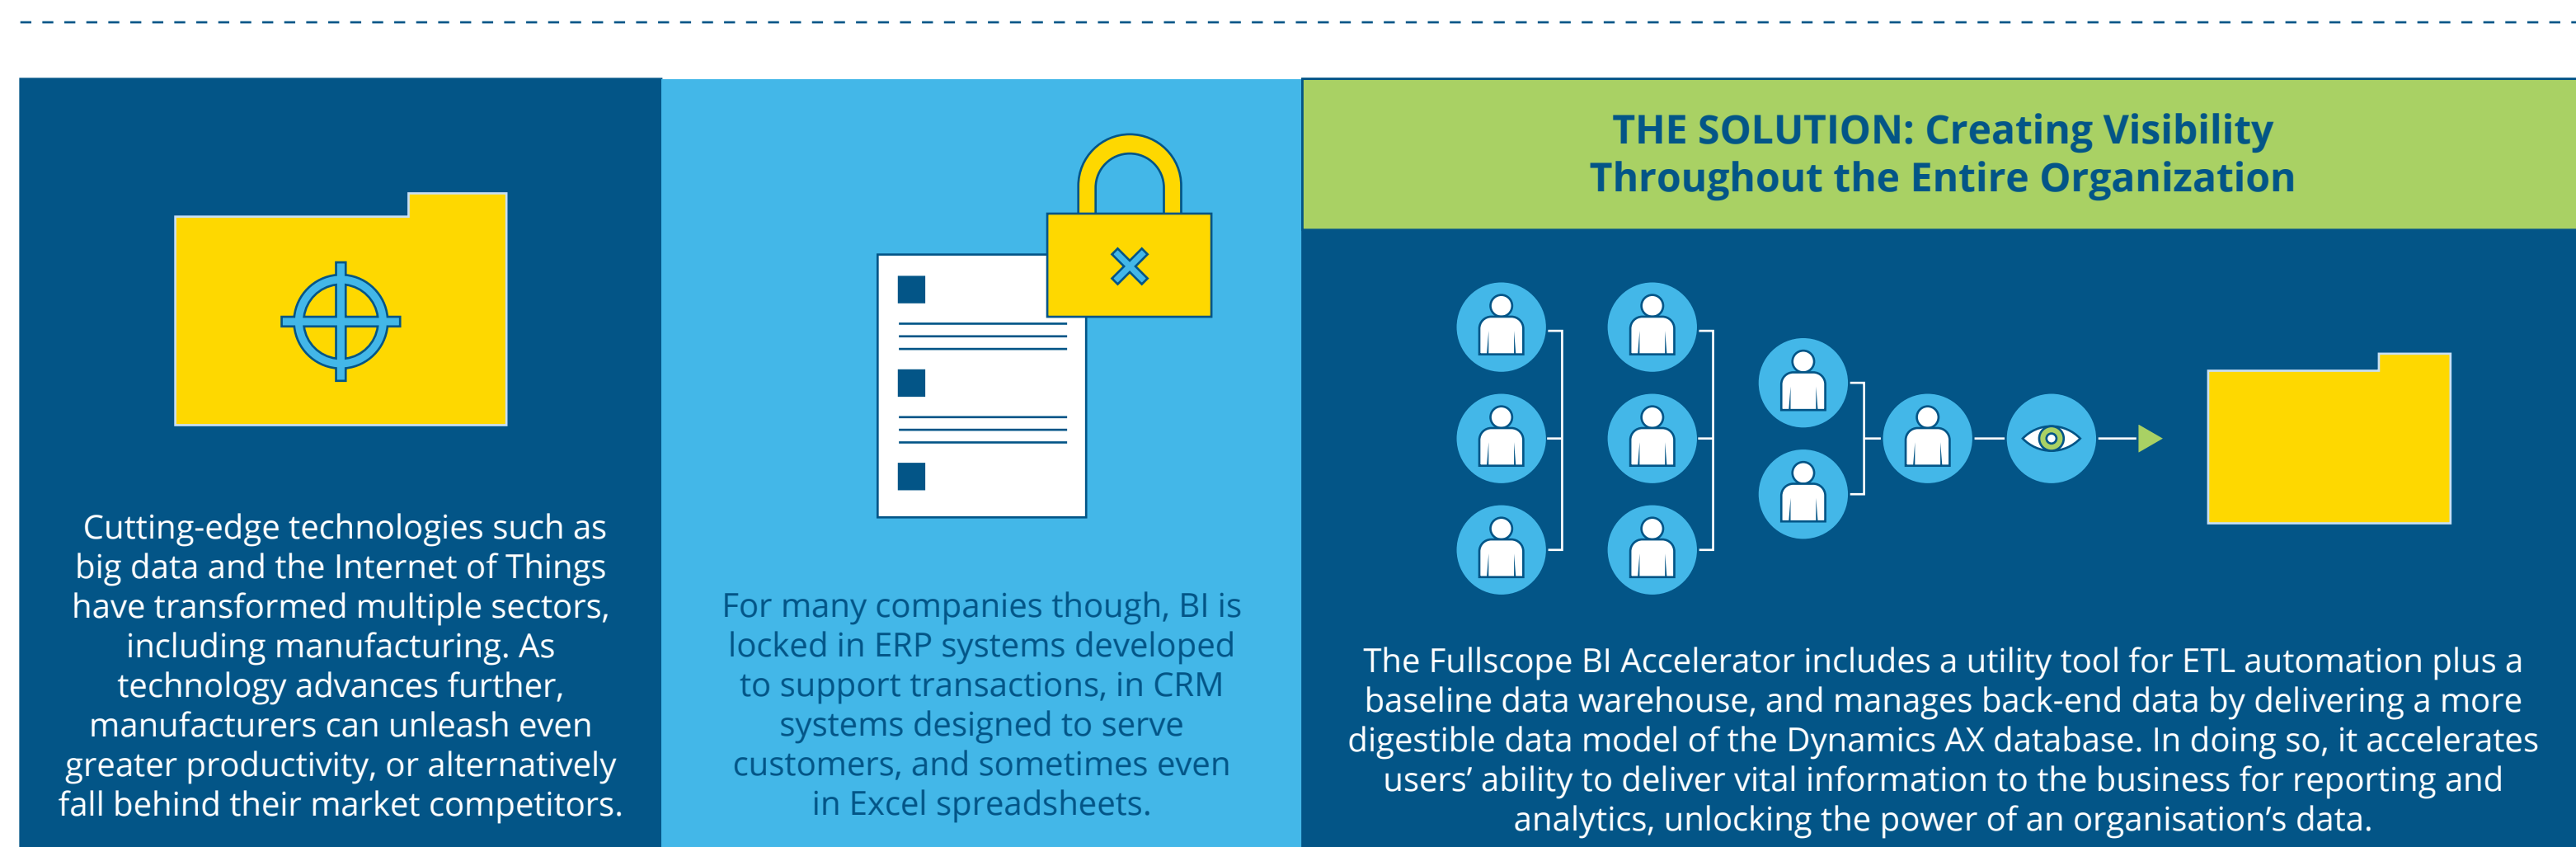 Cutting-edge technologies such as
big data and the Internet of Things
have transformed multiple sectors,
including manufacturing. As
technology advances further,
manufacturers can unleash even
greater productivity, or alternatively
fall behind their market competitors.
For many companies though, BI is
locked in ERP systems developed
to support transactions, in CRM
systems designed to serve
customers, and sometimes even
in Excel spreadsheets.
THE SOLUTION: Creating Visibility
Throughout the Entire Organization
The Fullscope BI Accelerator includes a utility tool for ETL automation plus a
baseline data warehouse, and manages back-end data by delivering a more
digestible data model of the Dynamics AX database. In doing so, it accelerates
users’ ability to deliver vital information to the business for reporting and
analytics, unlocking the power of an organisation’s data.